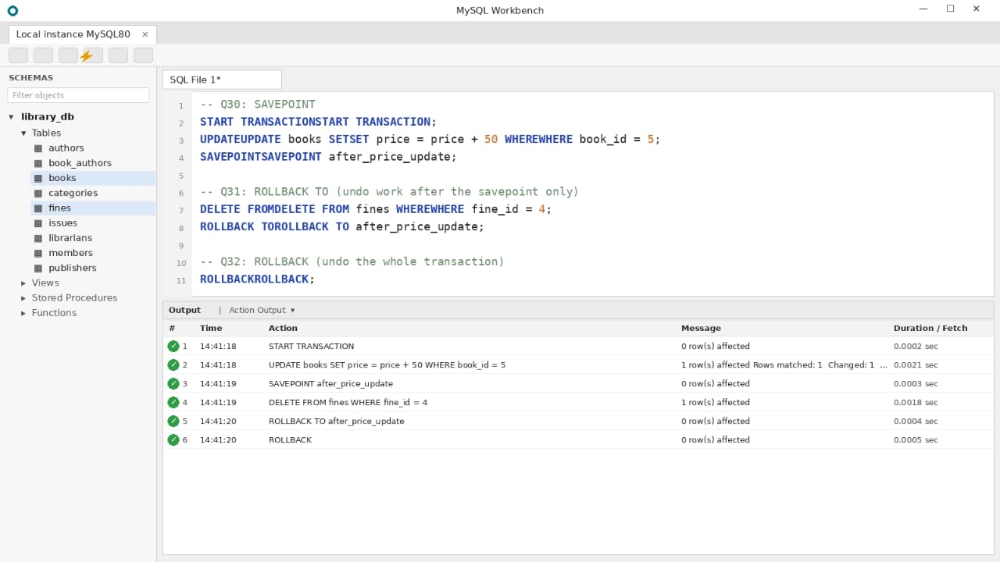 MySQL Workbench
Local instance MySQL80
SCHEMAS
Filter objects
library_db
Tables
authors
book_authors
books
categories
fines
issues
librarians
members
publishers
Views
Stored Procedures
Functions
SQL File 1*
1 -- Q30: SAVEPOINT
2 START TRANSACTIONSTART TRANSACTION;
3 UPDATEUPDATE books SETSET price = price + 50 WHEREWHERE book_id = 5;
4 SAVEPOINTSAVEPOINT after_price_update;
5
6 -- Q31: ROLLBACK TO (undo work after the savepoint only)
7 DELETE FROMDELETE FROM fines WHEREWHERE fine_id = 4;
8 ROLLBACK TOROLLBACK TO after_price_update;
9
10 -- Q32: ROLLBACK (undo the whole transaction)
11 ROLLBACKROLLBACK;
Output | Action Output
# Time Action Message Duration / Fetch
1 14:41:18 START TRANSACTION 0 row(s) affected 0.0002 sec
2 14:41:18 UPDATE books SET price = price + 50 WHERE book_id = 5 1 row(s) affected Rows matched: 1 Changed: 1 ... 0.0021 sec
3 14:41:19 SAVEPOINT after_price_update 0 row(s) affected 0.0003 sec
4 14:41:19 DELETE FROM fines WHERE fine_id = 4 1 row(s) affected 0.0018 sec
5 14:41:20 ROLLBACK TO after_price_update 0 row(s) affected 0.0004 sec
6 14:41:20 ROLLBACK 0 row(s) affected 0.0005 sec